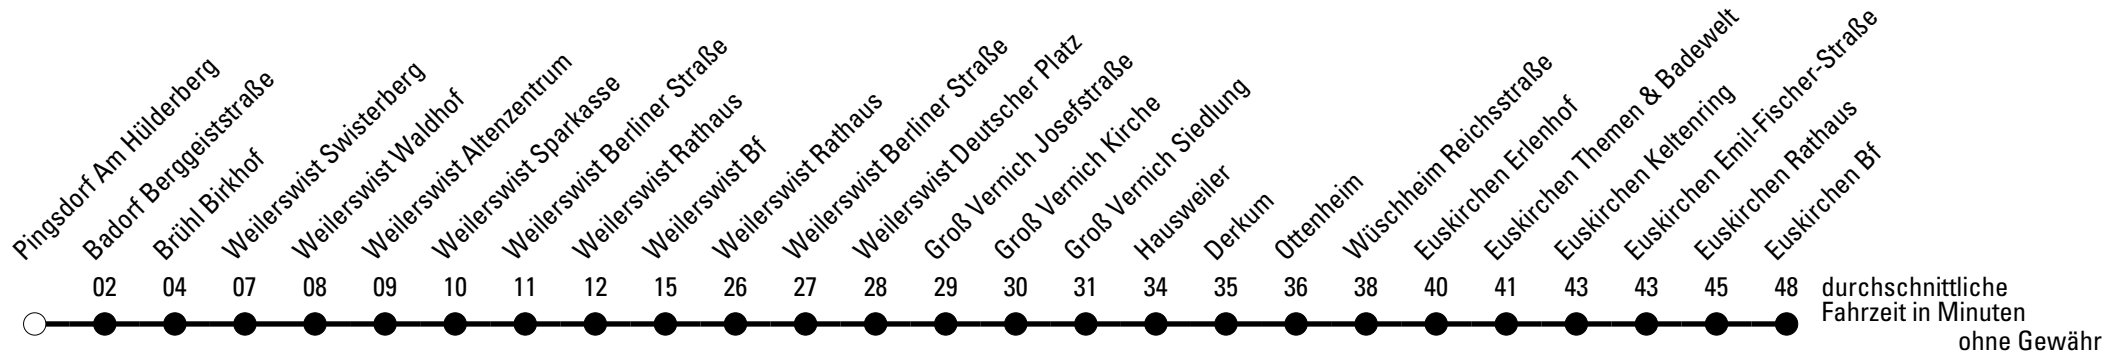 Pingsdorf Am Hülderberg
Badorf Berggeiststraße
Brühl Birkhof
Weilerswist Swisterberg
Weilerswist Waldhof
Weilerswist Altenzentrum
Weilerswist Sparkasse
Weilerswist Berliner Straße
Weilerswist Rathaus
Weilerswist Bf
Weilerswist Rathaus
Weilerswist Berliner Straße
Weilerswist Deutscher Platz
Groß Vernich Josefstraße
Groß Vernich Kirche
Groß Vernich Siedlung
Hausweiler
Derkum
Ottenheim
Wüschheim Reichsstraße
Euskirchen Erlenhof
Euskirchen Themen & Badewelt
Euskirchen Keltenring
Euskirchen Emil-Fischer-Straße
Euskirchen Rathaus
Euskirchen Bf
02 04 07 08 09 10 11 12 15 26 27 28 29 30 31 34 35 36 38 40 41 43 43 45 48 durchschnittliche
Fahrzeit in Minuten
ohne Gewähr